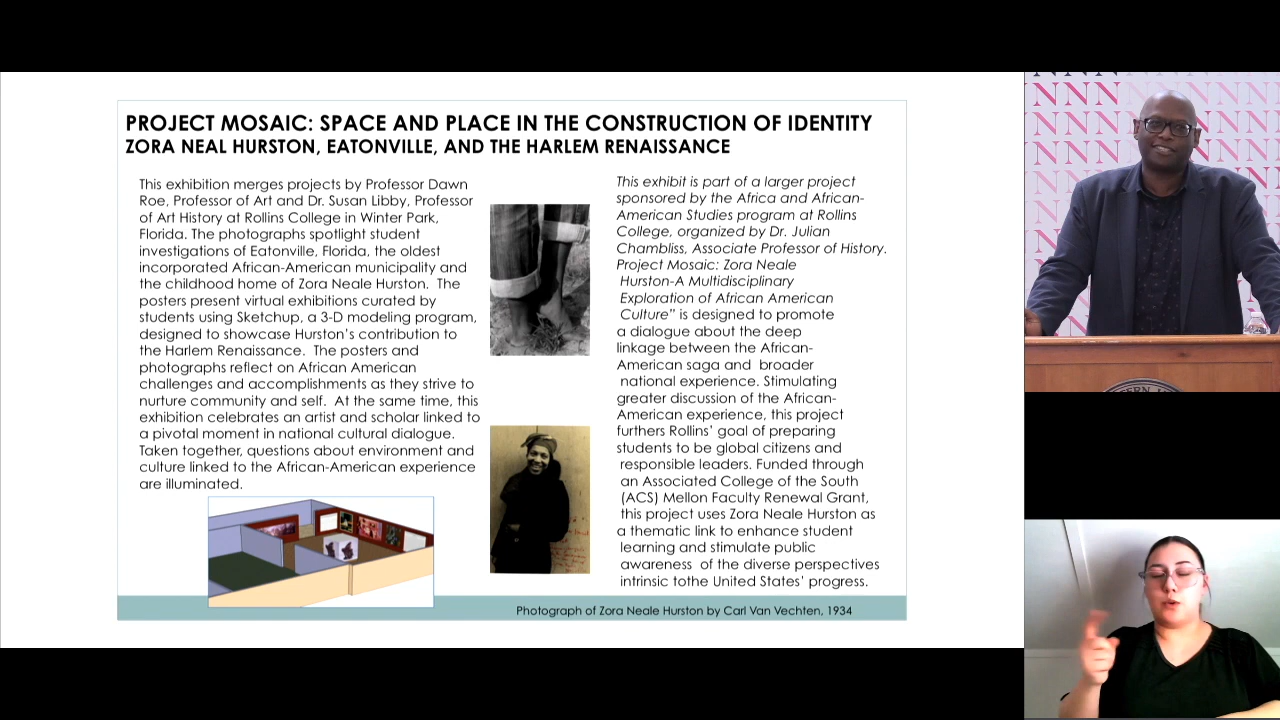 PROJECT MOSAIC: SPACE AND PLACE IN THE CONSTRUCTION OF IDENTITY
ZORA NEAL HURSTON, EATONVILLE, AND THE HARLEM RENAISSANCE
This exhibition merges projects by Professor Dawn
Roe, Professor of Art and Dr. Susan Libby, Professor
of Art History at Rollins College in Winter Park,
Florida. The photographs spotlight student
investigations of Eatonville, Florida, the oldest
incorporated African-American municipality and
the childhood home of Zora Neale Hurston. The
posters present virtual exhibitions curated by
students using Sketchup, a 3-D modeling program,
designed to showcase Hurston's contribution to
the Harlem Renaissance. The posters and
photographs reflect on African American
challenges and accomplishments as they strive to
nurture community and self. At the same time, this
exhibition celebrates an artist and scholar linked to
a pivotal moment in national cultural dialogue.
Taken together, questions about environment and
culture linked to the African-American experience
are illuminated.
This exhibit is part of a larger project
sponsored by the Africa and African-
American Studies program at Rollins
College, organized by Dr. Julian
Chambliss, Associate Professor of History.
Project Mosaic: Zora Neale
Hurston-A Multidisciplinary
Exploration of African American
Culture" is designed to promote
a dialogue about the deep
linkage between the African-
American saga and broader
national experience. Stimulating
greater discussion of the African-
American experience, this project
furthers Rollins' goal of preparing
students to be global citizens and
responsible leaders. Funded through
an Associated College of the South
(ACS) Mellon Faculty Renewal Grant,
this project uses Zora Neale Hurston as
a thematic link to enhance student
learning and stimulate public
awareness of the diverse perspectives
intrinsic tothe United States' progress.
Photograph of Zora Neale Hurston by Carl Van Vechten, 1934